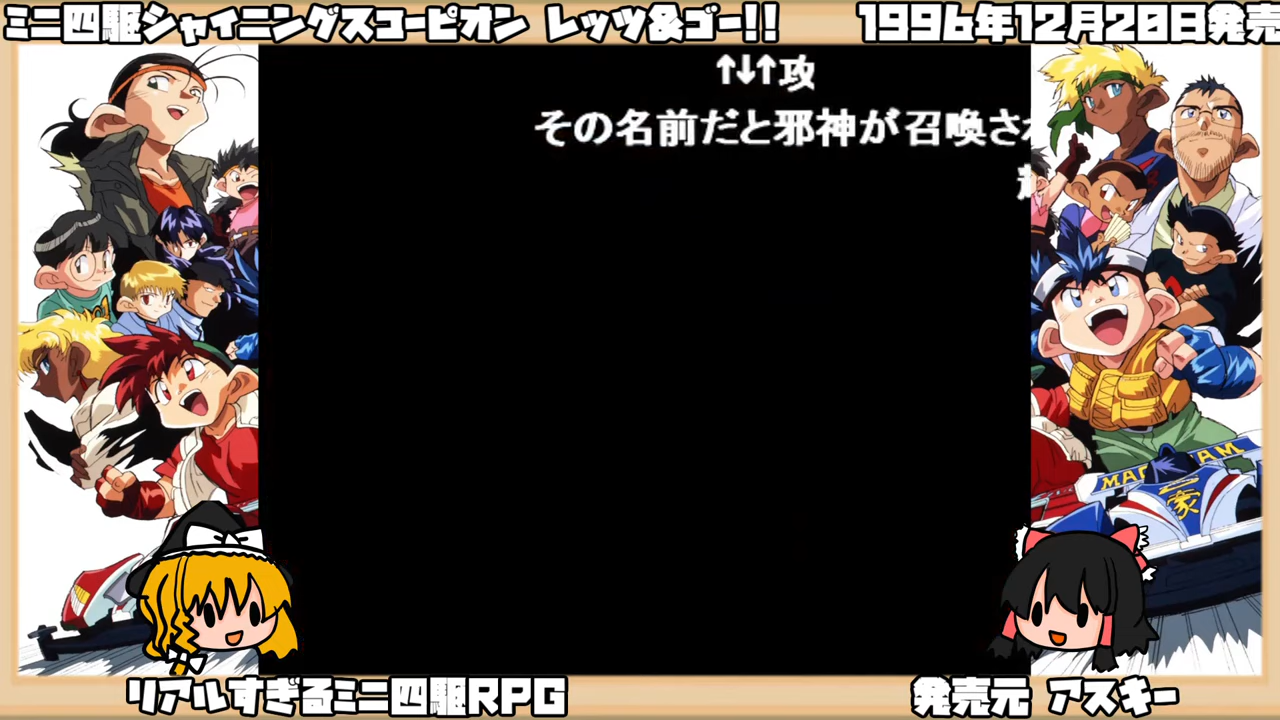 ミニ四駆シャイニングスコーピオン レッツ&ゴー!! 1996年12月20日発売
↑↓↑攻
その名前だと邪神が召喚さ
MAG
AM
リアルすぎるミニ四駆RPG 発売元 アスキー